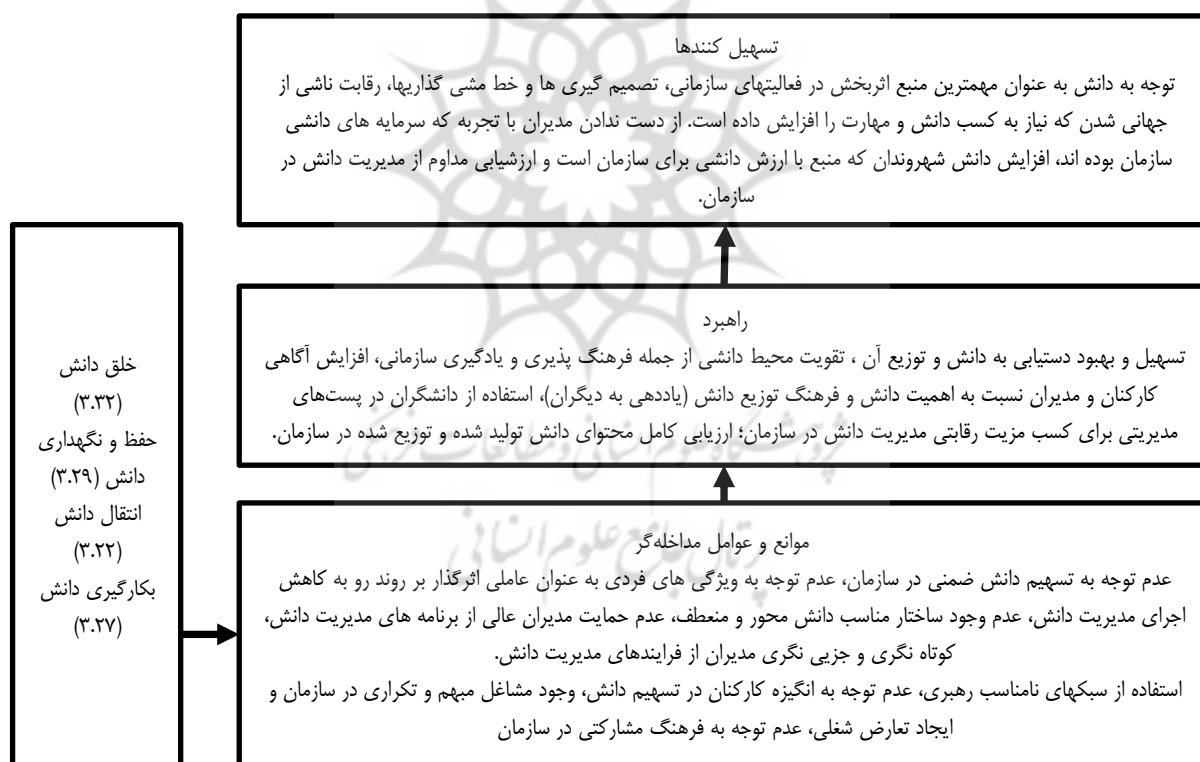 تسهیل کنندها
توجه به دانش به عنوان مهمترین منبع اثربخش در فعالیتهای سازمانی، تصمیم گیری ها و خط مشی گذاریها، رقابت ناشی از
جهانی شدن که نیاز به کسب دانش و مهارت را افزایش داده است. از دست ندادن مدیران با تجربه که سرمایه های دانشی
سازمان بوده اند، افزایش دانش شهروندان که منبع با ارزش دانشی برای سازمان است و ارزشیابی مداوم از مدیریت دانش در
سازمان.
راهبرد
تسهیل و بهبود دستیابی به دانش و توزیع آن ، تقویت محیط دانشی از جمله فرهنگ پذیری و یادگیری سازمانی، افزایش آگاهی
کارکنان و مدیران نسبت به اهمیت دانش و فرهنگ توزیع دانش (یاددهی به دیگران)، استفاده از دانشگران در پست‌های
مدیریتی برای کسب مزیت رقابتی مدیریت دانش در سازمان؛ ارزیابی کامل محتوای دانش تولید شده و توزیع شده در سازمان.
پژوهشگاه علوم انسانی و مطالعات فرهنگی
پرتال جامع علوم انسانی
موانع و عوامل مداخله‌گر
عدم توجه به تسهیم دانش ضمنی در سازمان، عدم توجه به ویژگی های فردی به عنوان عاملی اثرگذار بر روند رو به کاهش
اجرای مدیریت دانش، عدم وجود ساختار مناسب دانش محور و منعطف، عدم حمایت مدیران عالی از برنامه های مدیریت دانش،
کوتاه نگری و جزیی نگری مدیران از فرایندهای مدیریت دانش.
استفاده از سبکهای نامناسب رهبری، عدم توجه به انگیزه کارکنان در تسهیم دانش، وجود مشاغل مبهم و تکراری در سازمان و
ایجاد تعارض شغلی، عدم توجه به فرهنگ مشارکتی در سازمان
خلق دانش
(۳.۳۲)
حفظ و نگهداری
دانش (۳.۲۹)
انتقال دانش
(۳.۲۲)
بکارگیری دانش
(۳.۲۷)